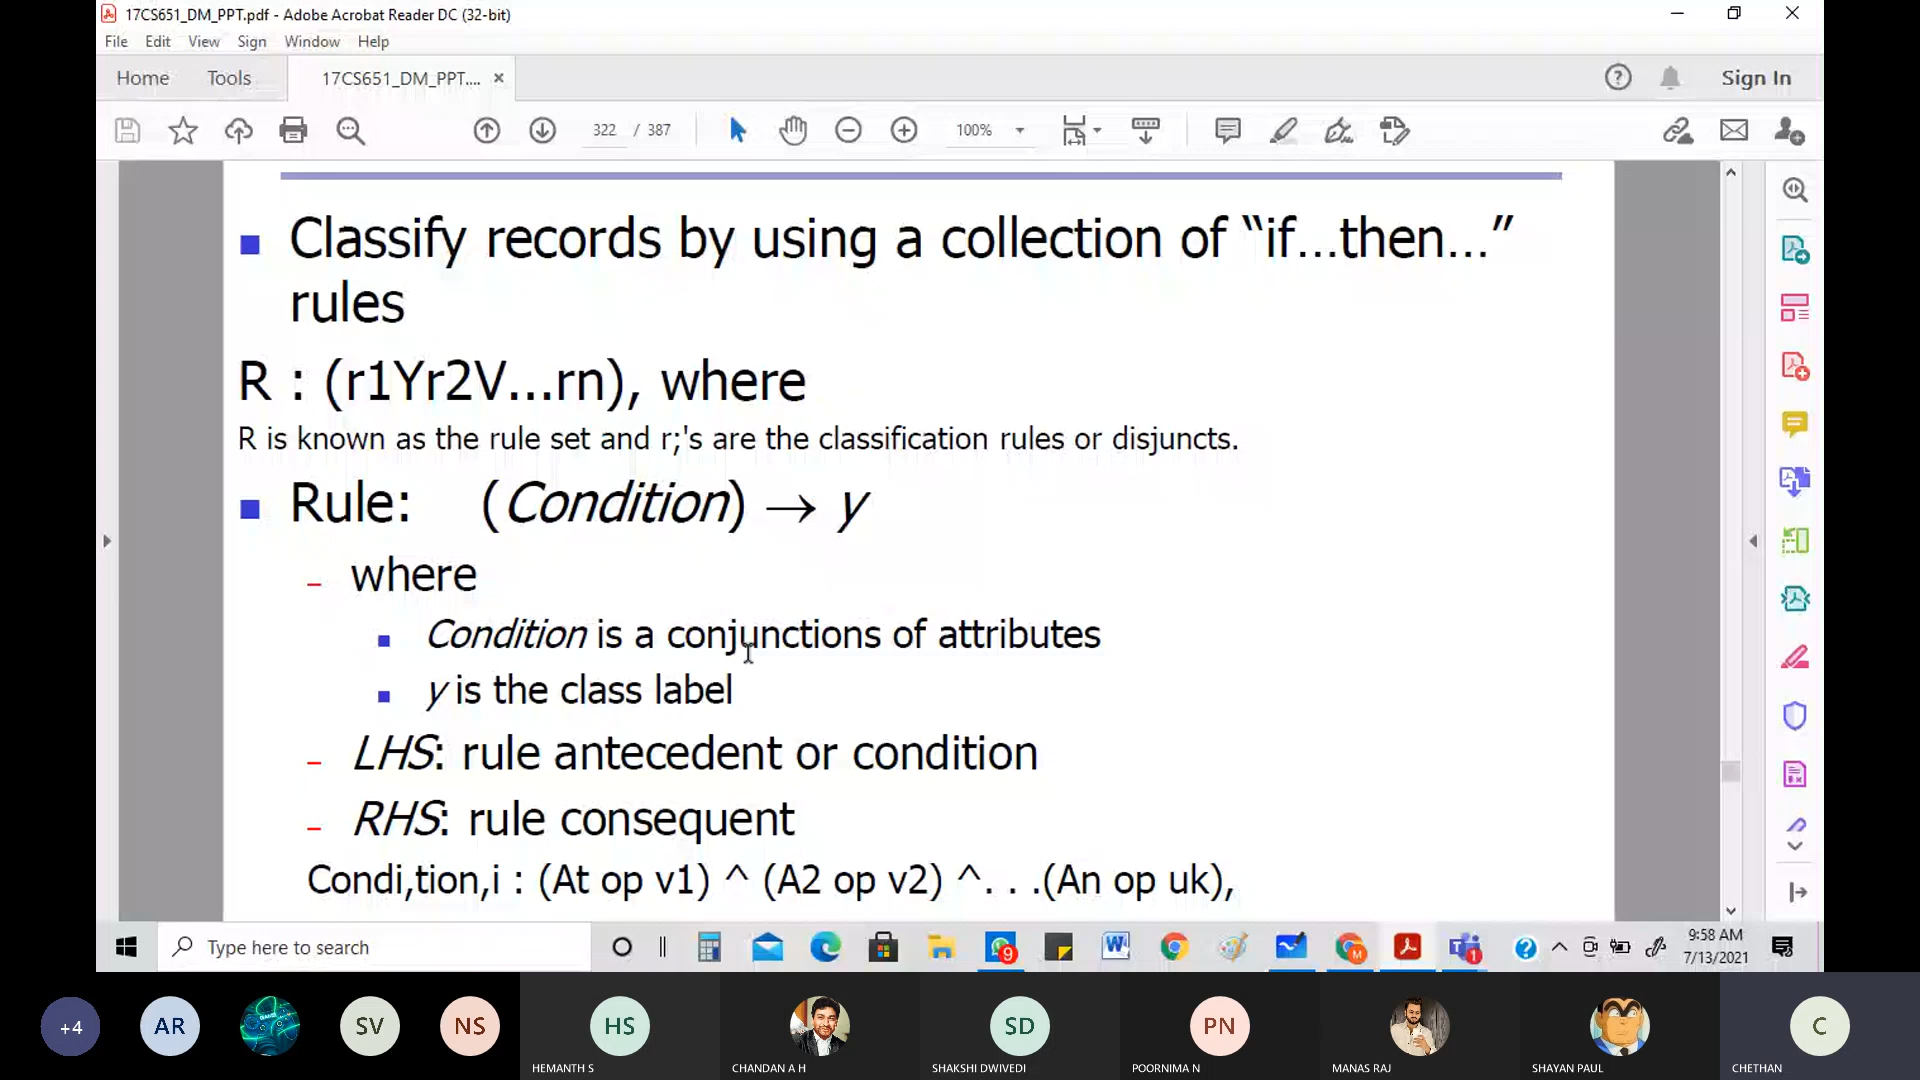 17CS651_DM_PPT.pdf - Adobe Acrobat Reader DC (32-bit)
File Edit View Sign Window Help
Home Tools 17CS651_DM_PPT.... × Sign In
322 / 387 100%
Classify records by using a collection of “if...then...”
rules
R : (r1Yr2V...rn), where
R is known as the rule set and r;'s are the classification rules or disjuncts.
Rule: (Condition) → y
– where
Condition is a conjunctions of attributes
y is the class label
– LHS: rule antecedent or condition
– RHS: rule consequent
Condi,tion,i : (At op v1) ^ (A2 op v2) ^. . .(An op uk),
Type here to search
9
M
1
9:58 AM
7/13/2021
+4 AR SV NS HS SD PN C
HEMANTH S CHANDAN A H SHAKSHI DWIVEDI POORNIMA N MANAS RAJ SHAYAN PAUL CHETHAN